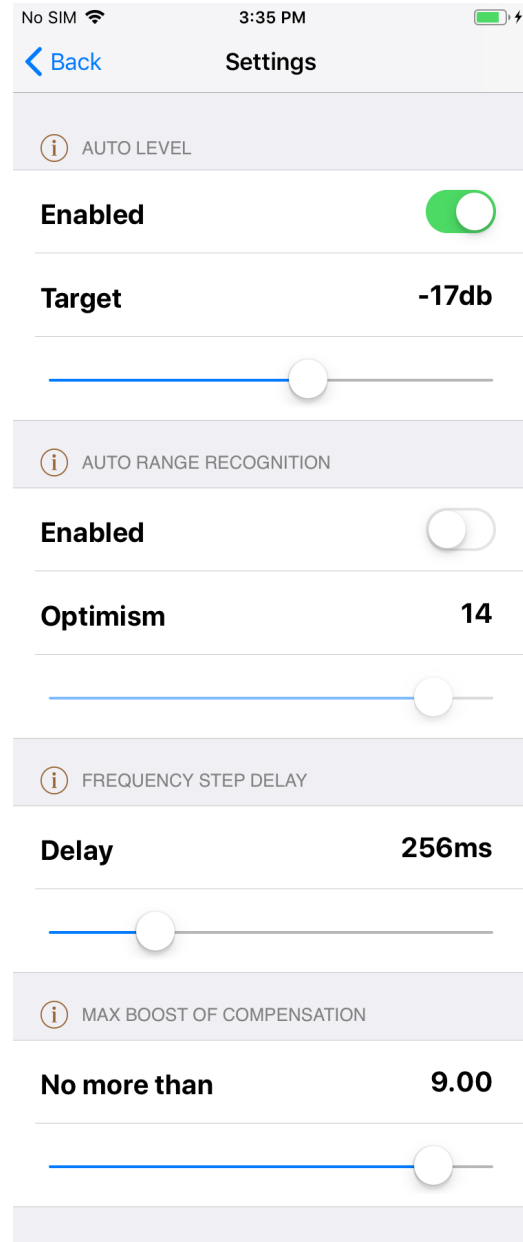 No SIM 3:35 PM
Back Settings
i AUTO LEVEL
Enabled
Target -17db
i AUTO RANGE RECOGNITION
Enabled
Optimism 14
i FREQUENCY STEP DELAY
Delay 256ms
i MAX BOOST OF COMPENSATION
No more than 9.00